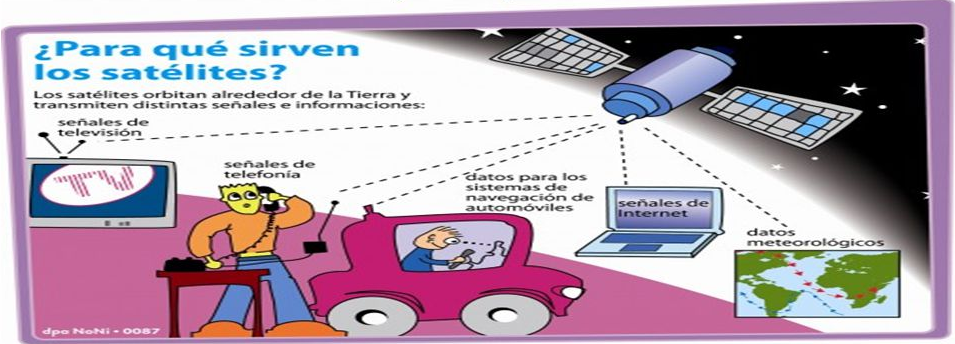 ¿Para qué sirven
los satélites?
Los satélites orbitan alrededor de la Tierra y
transmiten distintas señales e informaciones:
señales de
televisión
TV
señales de
telefonía
datos para los
sistemas de
navegación de
automóviles
señales de
Internet
datos
meteorológicos
dpa NoNi • 0087